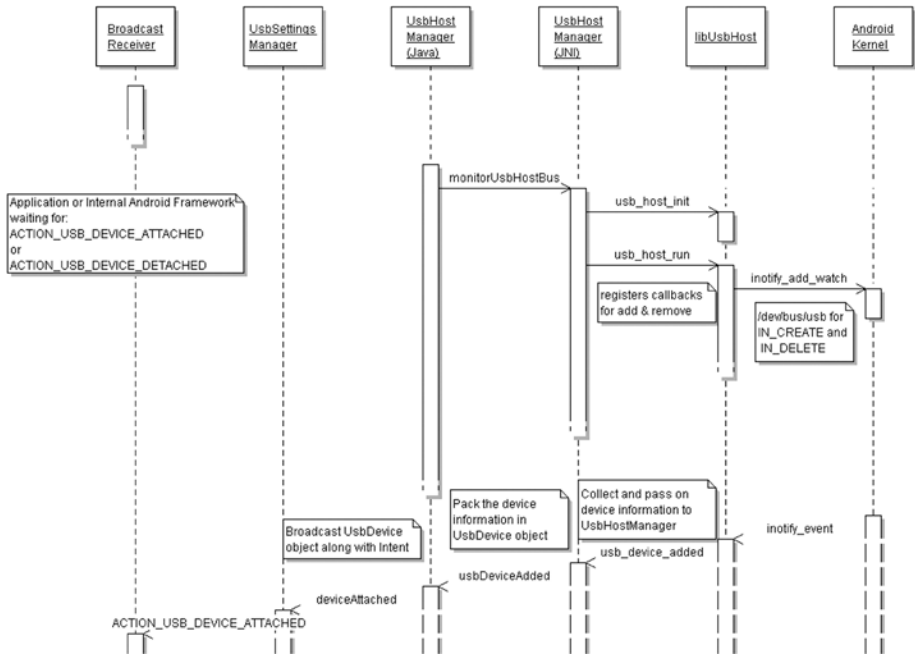 Broadcast
Receiver
UsbSettings
Manager
UsbHost
Manager
(Java)
UsbHost
Manager
(JNI)
libUsbHost
Android
Kernel
monitorUsbHostBus
usb_host_init
Application or Internal Android Framework
waiting for:
ACTION_USB_DEVICE_ATTACHED
or
ACTION_USB_DEVICE_DETACHED
usb_host_run
inotify_add_watch
registers callbacks
for add & remove
/dev/bus/usb for
IN_CREATE and
IN_DELETE
Collect and pass on
device information to
UsbHostManager
Pack the device
information in
UsbDevice object
Broadcast UsbDevice
object along with Intent
inotify_event
usb_device_added
usbDeviceAdded
deviceAttached
ACTION_USB_DEVICE_ATTACHED